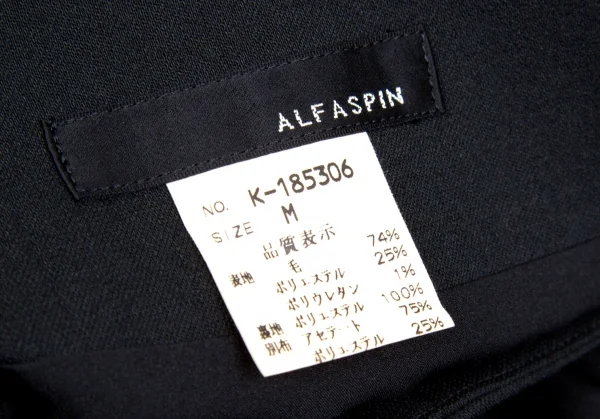 ALFASPIN
NO. K-185306
SIZE M
品質表示
表地 毛 74%
ポリエステル 25%
ポリウレタン 1%
裏地 ポリエステル 100%
別布 アセテート 75%
ポリエステル 25%